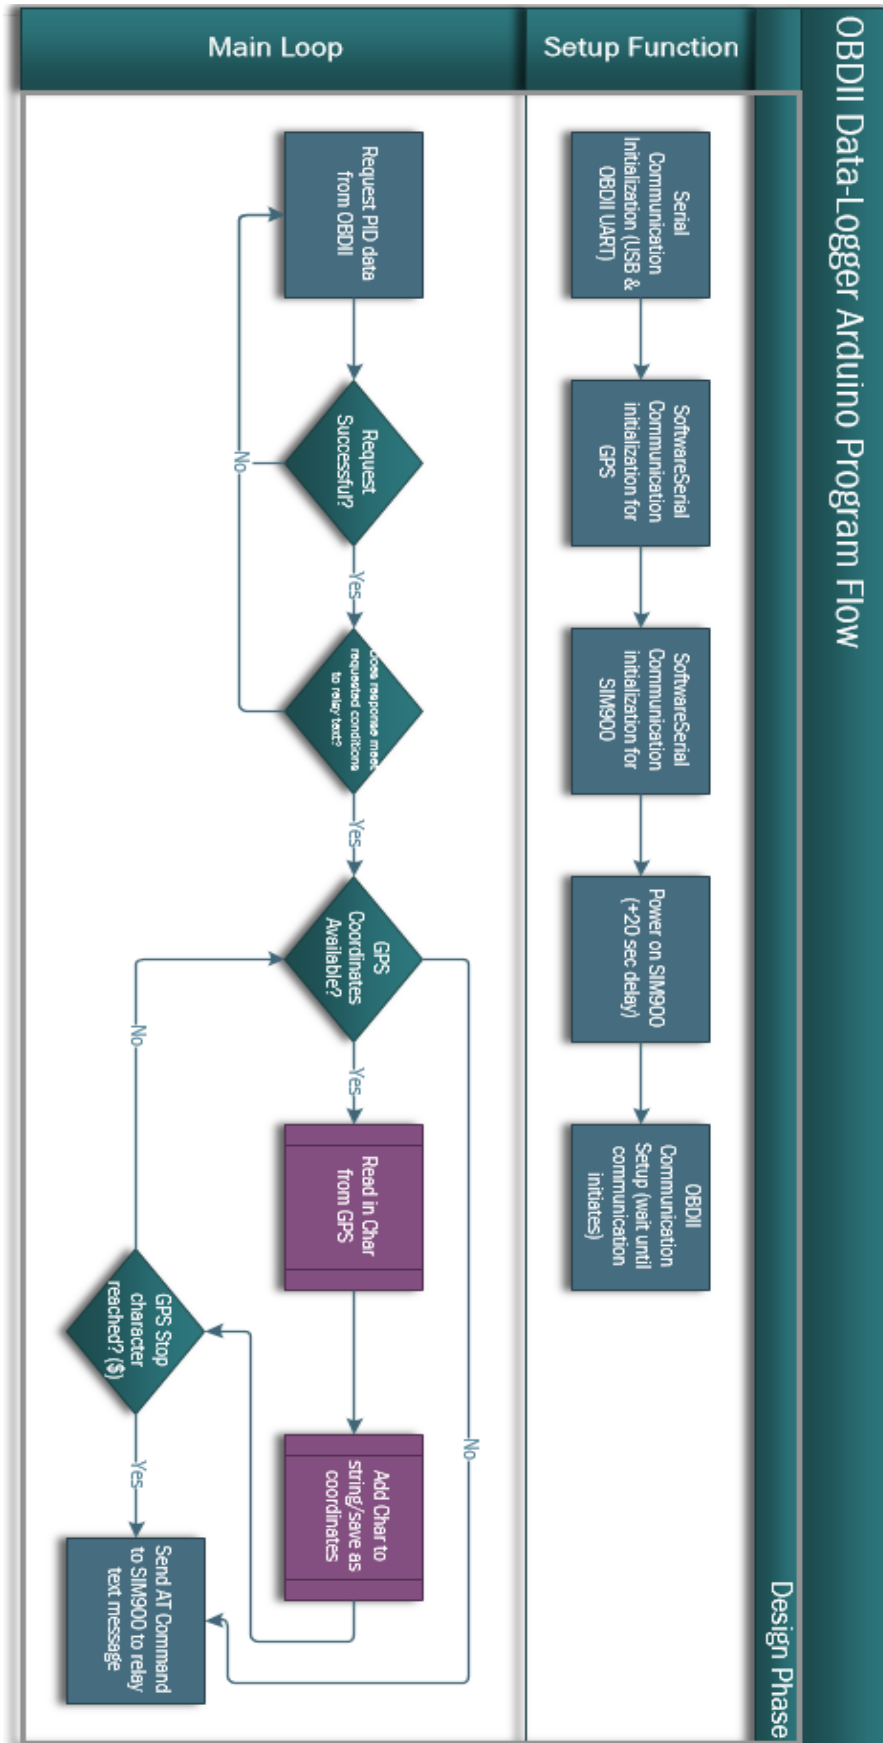 OBDII Data-Logger Arduino Program Flow
Design Phase
Setup Function
Serial
Communication
Initialization (USB &
OBDII UART)
SoftwareSerial
Communication
initialization for
GPS
SoftwareSerial
Communication
initialization for
SIM900
Power on SIM900
(+20 sec delay)
OBDII
Communication
Setup (wait until
communication
initiates)
Main Loop
Request PID data
from OBDII
Request
Successful?
No
Yes
Does response meet
requested conditions
to relay text?
Yes
GPS
Coordinates
Available?
No
Yes
Read in Char
from GPS
Add Char to
string/save as
coordinates
GPS Stop
character
reached? ($)
No
Yes
Send AT Command
to SIM900 to relay
text message